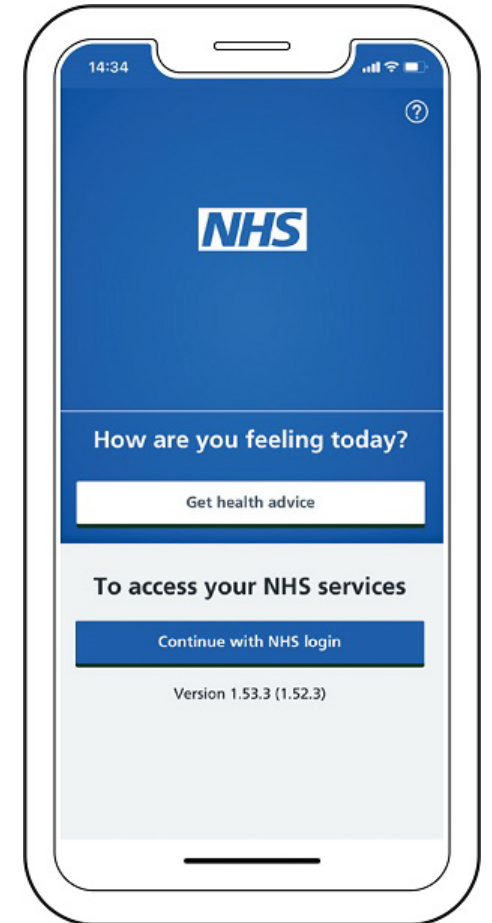 14:34
?
NHS
How are you feeling today?
Get health advice
To access your NHS services
Continue with NHS login
Version 1.53.3 (1.52.3)